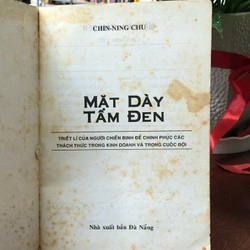 CHIN-NING CHU
MẶT DÀY
TÂM ĐEN
TRIẾT LÍ CỦA NGƯỜI CHIẾN BINH ĐỂ CHINH PHỤC CÁC
THÁCH THỨC TRONG KINH DOANH VÀ TRONG CUỘC ĐỜI
Nhà xuất bản Đà Nẵng